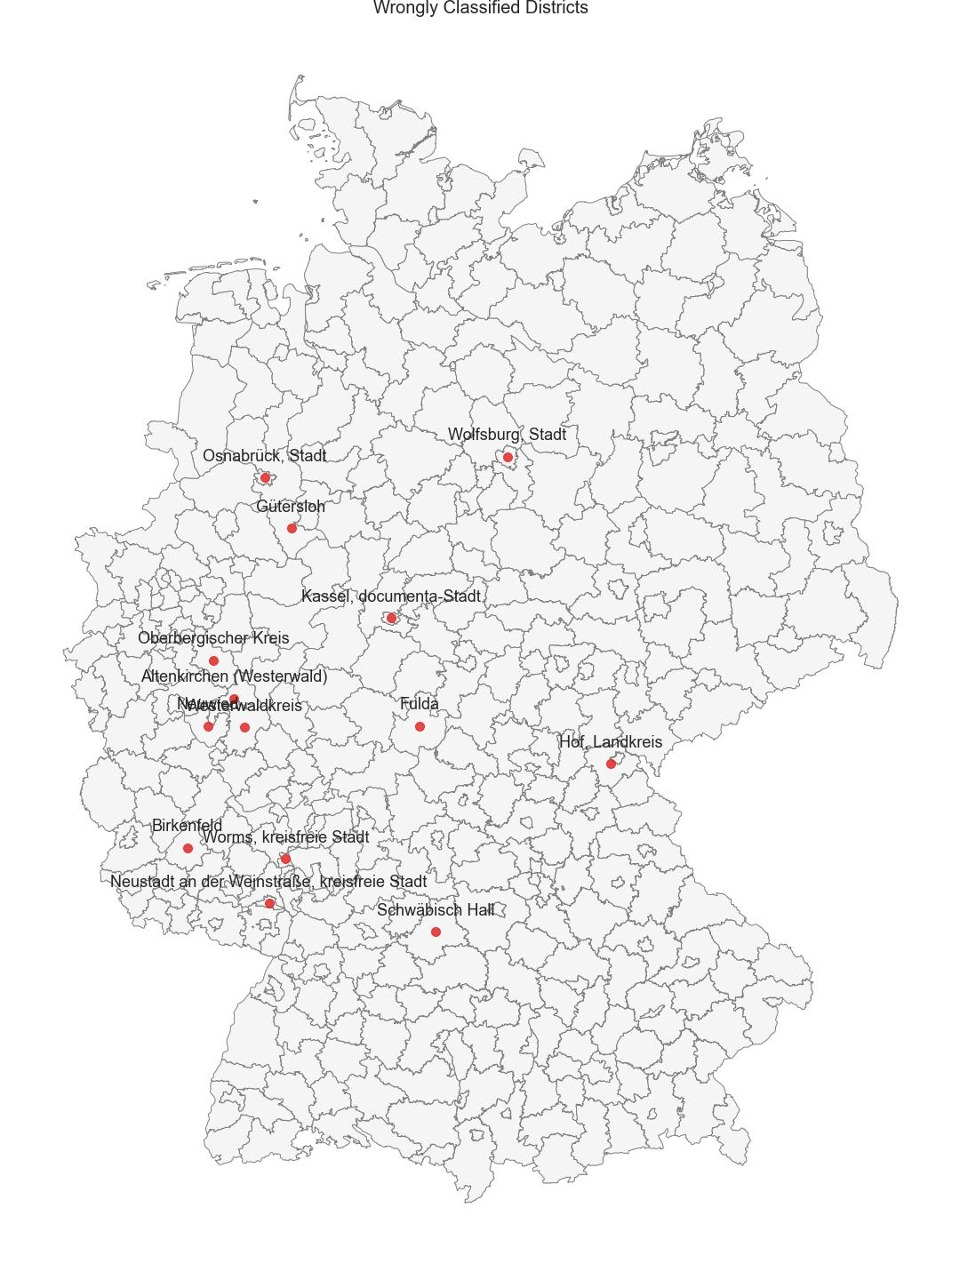 Wrongly Classified Districts
Wolfsburg, Stadt
Osnabrück, Stadt
Gütersloh
Kassel, documenta-Stadt
Oberbergischer Kreis
Altenkirchen (Westerwald)
Neuwied
Westerwaldkreis
Fulda
Hof, Landkreis
Birkenfeld
Worms, kreisfreie Stadt
Neustadt an der Weinstraße, kreisfreie Stadt
Schwäbisch Hall